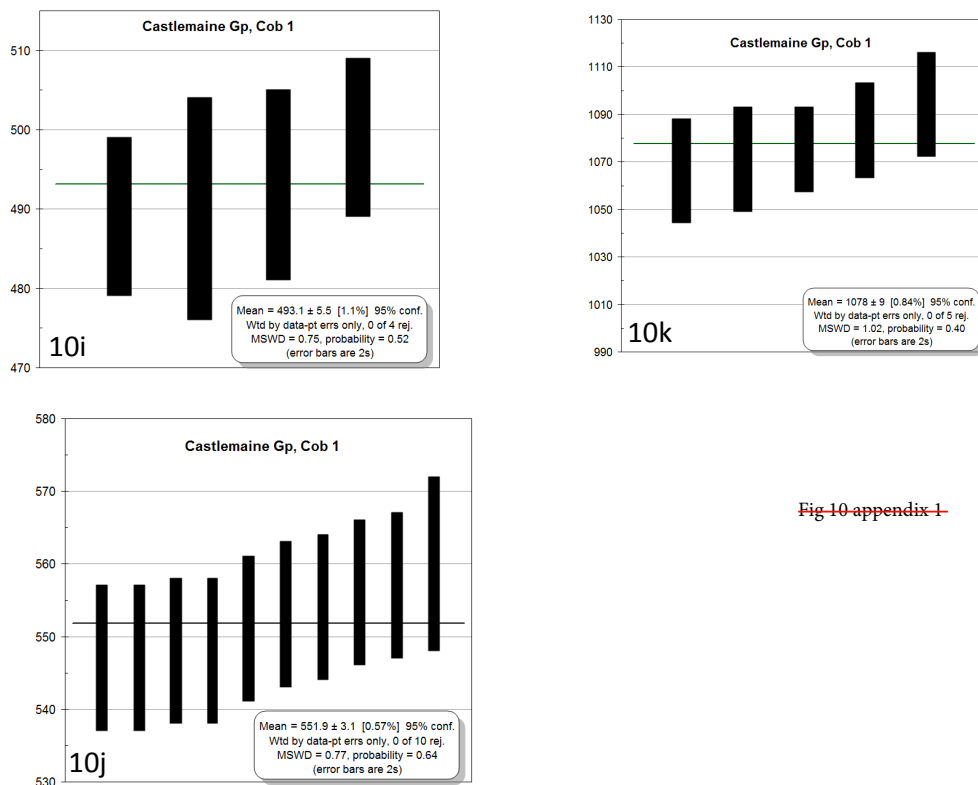 Castlemaine Gp, Cob 1
510
500
490
480
470
Mean = 493.1 ± 5.5 [1.1%] 95% conf.
Wtd by data-pt errs only, 0 of 4 rej.
MSWD = 0.75, probability = 0.52
(error bars are 2s)
10i
1130
1110
1090
1070
1050
1030
1010
990
Castlemaine Gp, Cob 1
Mean = 1078 ± 9 [0.84%] 95% conf.
Wtd by data-pt errs only, 0 of 5 rej.
MSWD = 1.02, probability = 0.40
(error bars are 2s)
10k
580
570
560
550
540
530
Castlemaine Gp, Cob 1
Mean = 551.9 ± 3.1 [0.57%] 95% conf.
Wtd by data-pt errs only, 0 of 10 rej.
MSWD = 0.77, probability = 0.64
(error bars are 2s)
10j
Fig 10 appendix 1